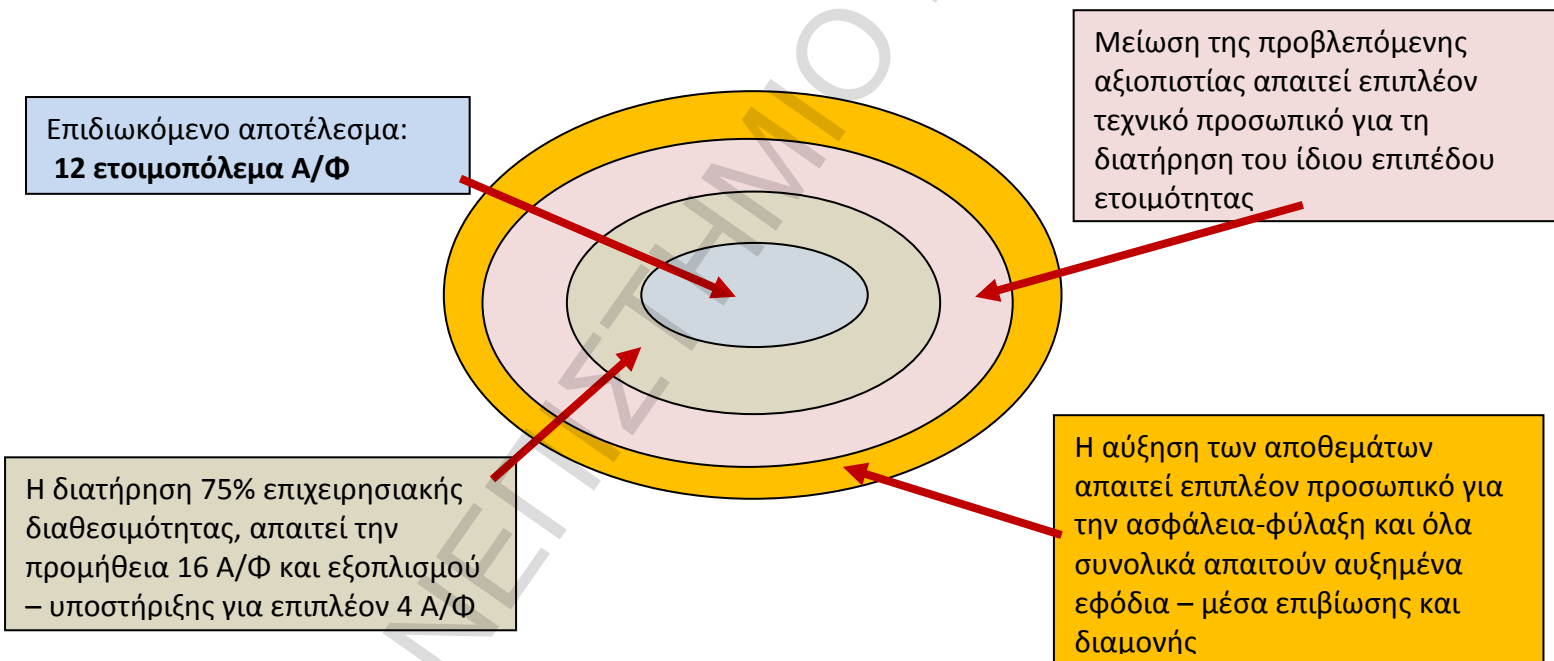 Επιδιωκόμενο αποτέλεσμα:
12 ετοιμοπόλεμα Α/Φ
Μείωση της προβλεπόμενης
αξιοπιστίας απαιτεί επιπλέον
τεχνικό προσωπικό για τη
διατήρηση του ίδιου επιπέδου
ετοιμότητας
Η διατήρηση 75% επιχειρησιακής
διαθεσιμότητας, απαιτεί την
προμήθεια 16 Α/Φ και εξοπλισμού
– υποστήριξης για επιπλέον 4 Α/Φ
Η αύξηση των αποθεμάτων
απαιτεί επιπλέον προσωπικό για
την ασφάλεια-φύλαξη και όλα
συνολικά απαιτούν αυξημένα
εφόδια – μέσα επιβίωσης και
διαμονής
ΝΕΠΙΣΤΗΜΙΟ